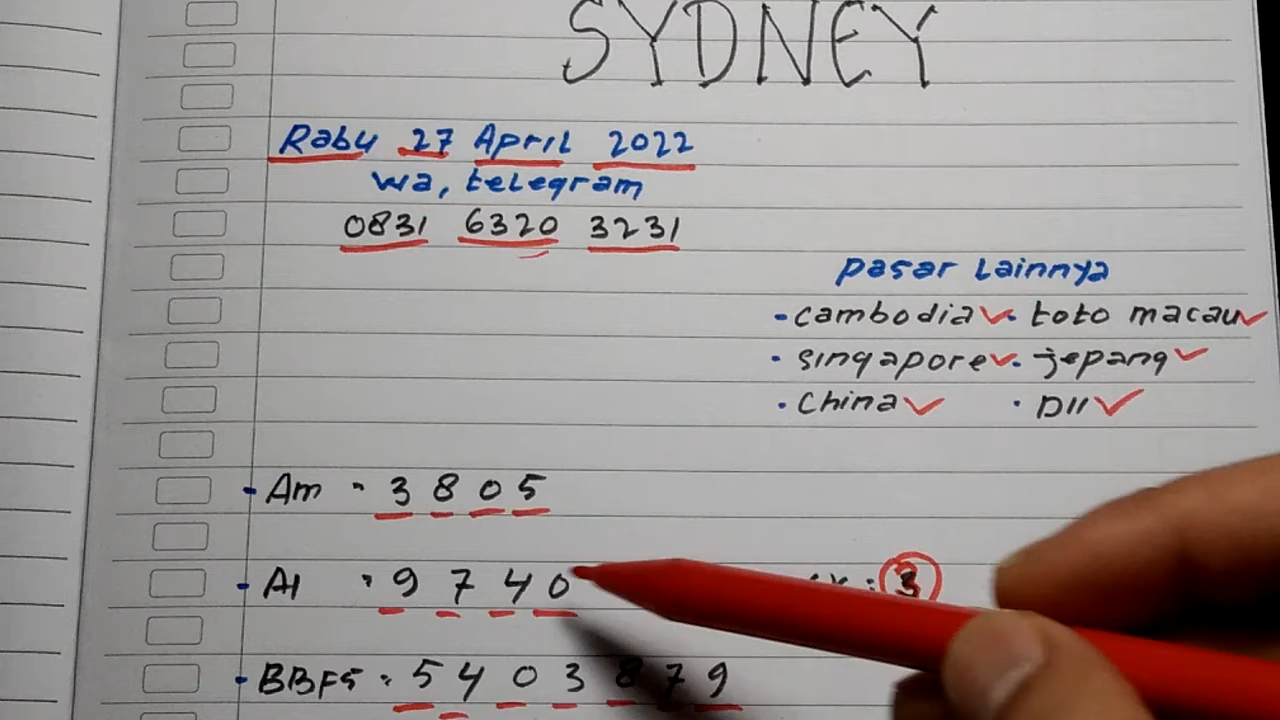 SYDNEY
Rabu 27 April 2022
wa, telegram
0831 6320 3231
pasar lainnya
• cambodia ✓ • toto macau ✓
• singapore ✓ • jepang ✓
• china ✓ • Dll ✓
• Am : 3 8 0 5
• AI : 9 7 4 0 : 3
• BBFS : 5 4 0 3 8 7 9